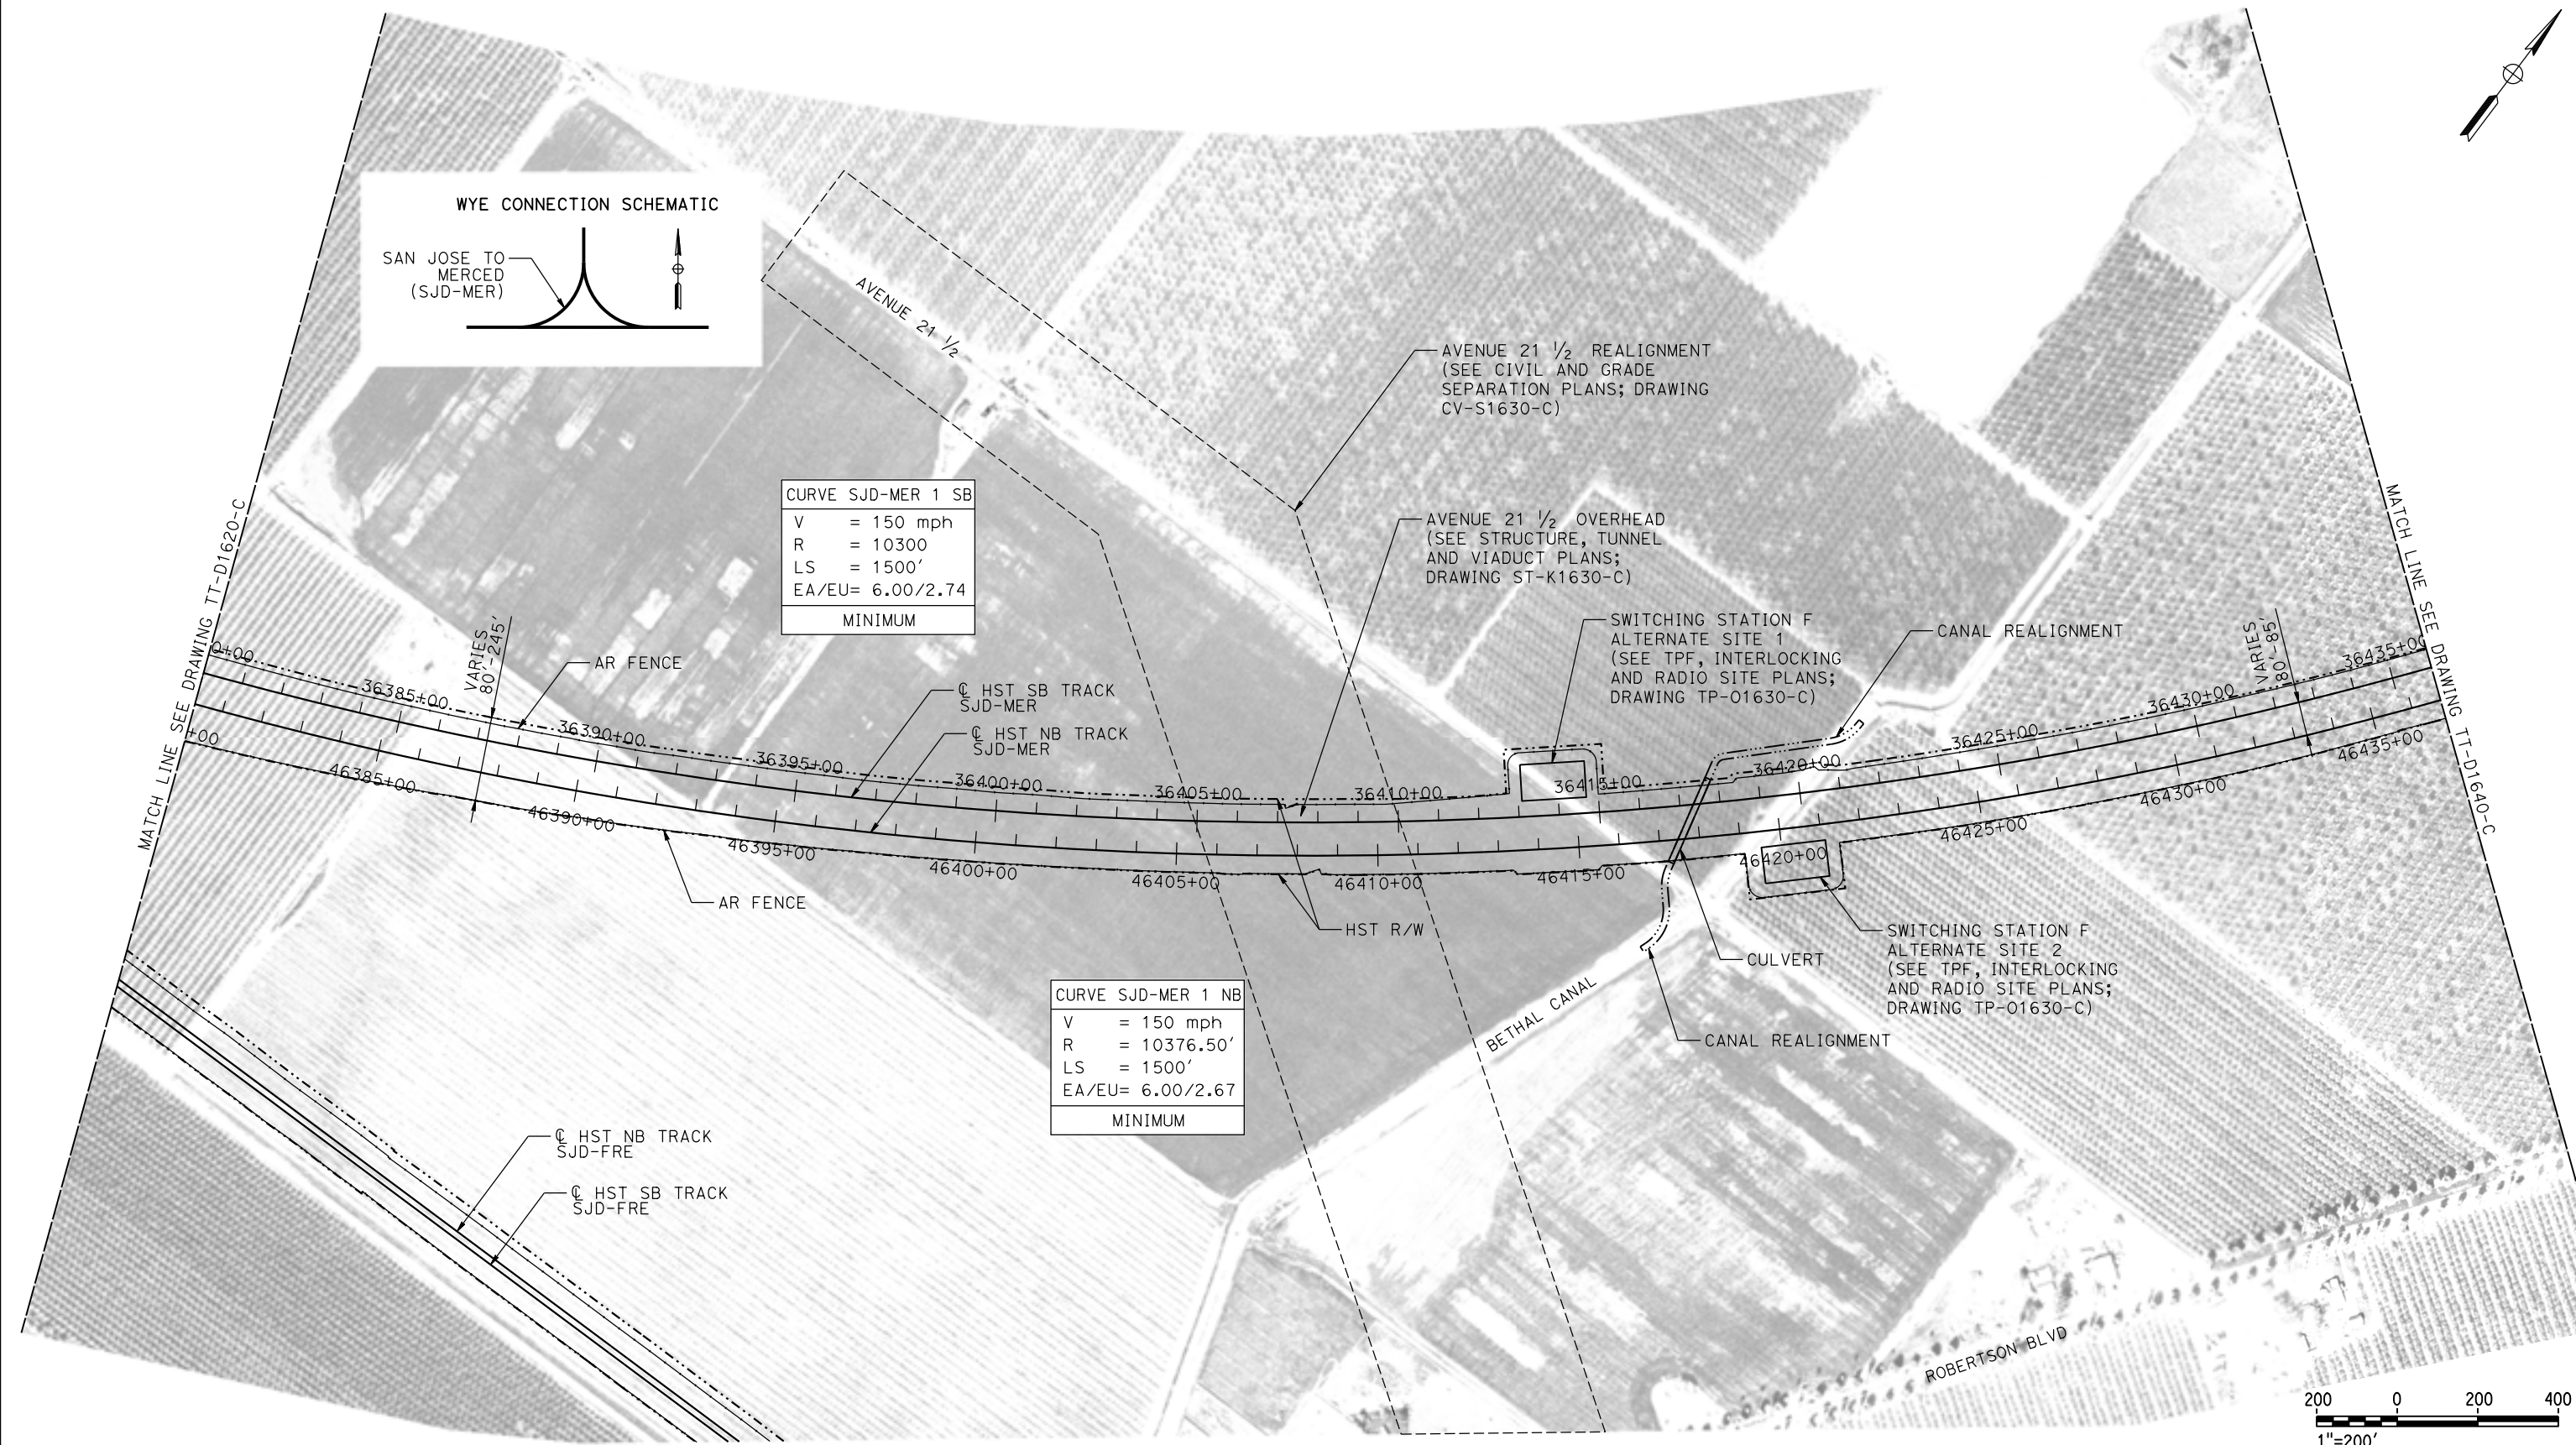 WYE CONNECTION SCHEMATIC
SAN JOSE TO
MERCED
(SJD-MER)
AVENUE 21 ½
AVENUE 21 ½ REALIGNMENT
(SEE CIVIL AND GRADE
SEPARATION PLANS; DRAWING
CV-S1630-C)
CURVE SJD-MER 1 SB
V = 150 mph
R = 10300
LS = 1500'
EA/EU= 6.00/2.74
MINIMUM
AVENUE 21 ½ OVERHEAD
(SEE STRUCTURE, TUNNEL
AND VIADUCT PLANS;
DRAWING ST-K1630-C)
SWITCHING STATION F
ALTERNATE SITE 1
(SEE TPF, INTERLOCKING
AND RADIO SITE PLANS;
DRAWING TP-O1630-C)
CANAL REALIGNMENT
MATCH LINE SEE DRAWING TT-D1620-C
MATCH LINE SEE DRAWING TT-D1640-C
VARIES
80'-245'
AR FENCE
℄ HST SB TRACK
SJD-MER
℄ HST NB TRACK
SJD-MER
VARIES
80'-85'
0+00
36385+00
36390+00
36395+00
36400+00
36405+00
36410+00
36415+00
36420+00
36425+00
36430+00
36435+00
+00
46385+00
46390+00
46395+00
46400+00
46405+00
46410+00
46415+00
46420+00
46425+00
46430+00
46435+00
AR FENCE
HST R/W
CULVERT
SWITCHING STATION F
ALTERNATE SITE 2
(SEE TPF, INTERLOCKING
AND RADIO SITE PLANS;
DRAWING TP-O1630-C)
CURVE SJD-MER 1 NB
V = 150 mph
R = 10376.50'
LS = 1500'
EA/EU= 6.00/2.67
MINIMUM
BETHAL CANAL
CANAL REALIGNMENT
℄ HST NB TRACK
SJD-FRE
℄ HST SB TRACK
SJD-FRE
ROBERTSON BLVD
200 0 200 400
1"=200'